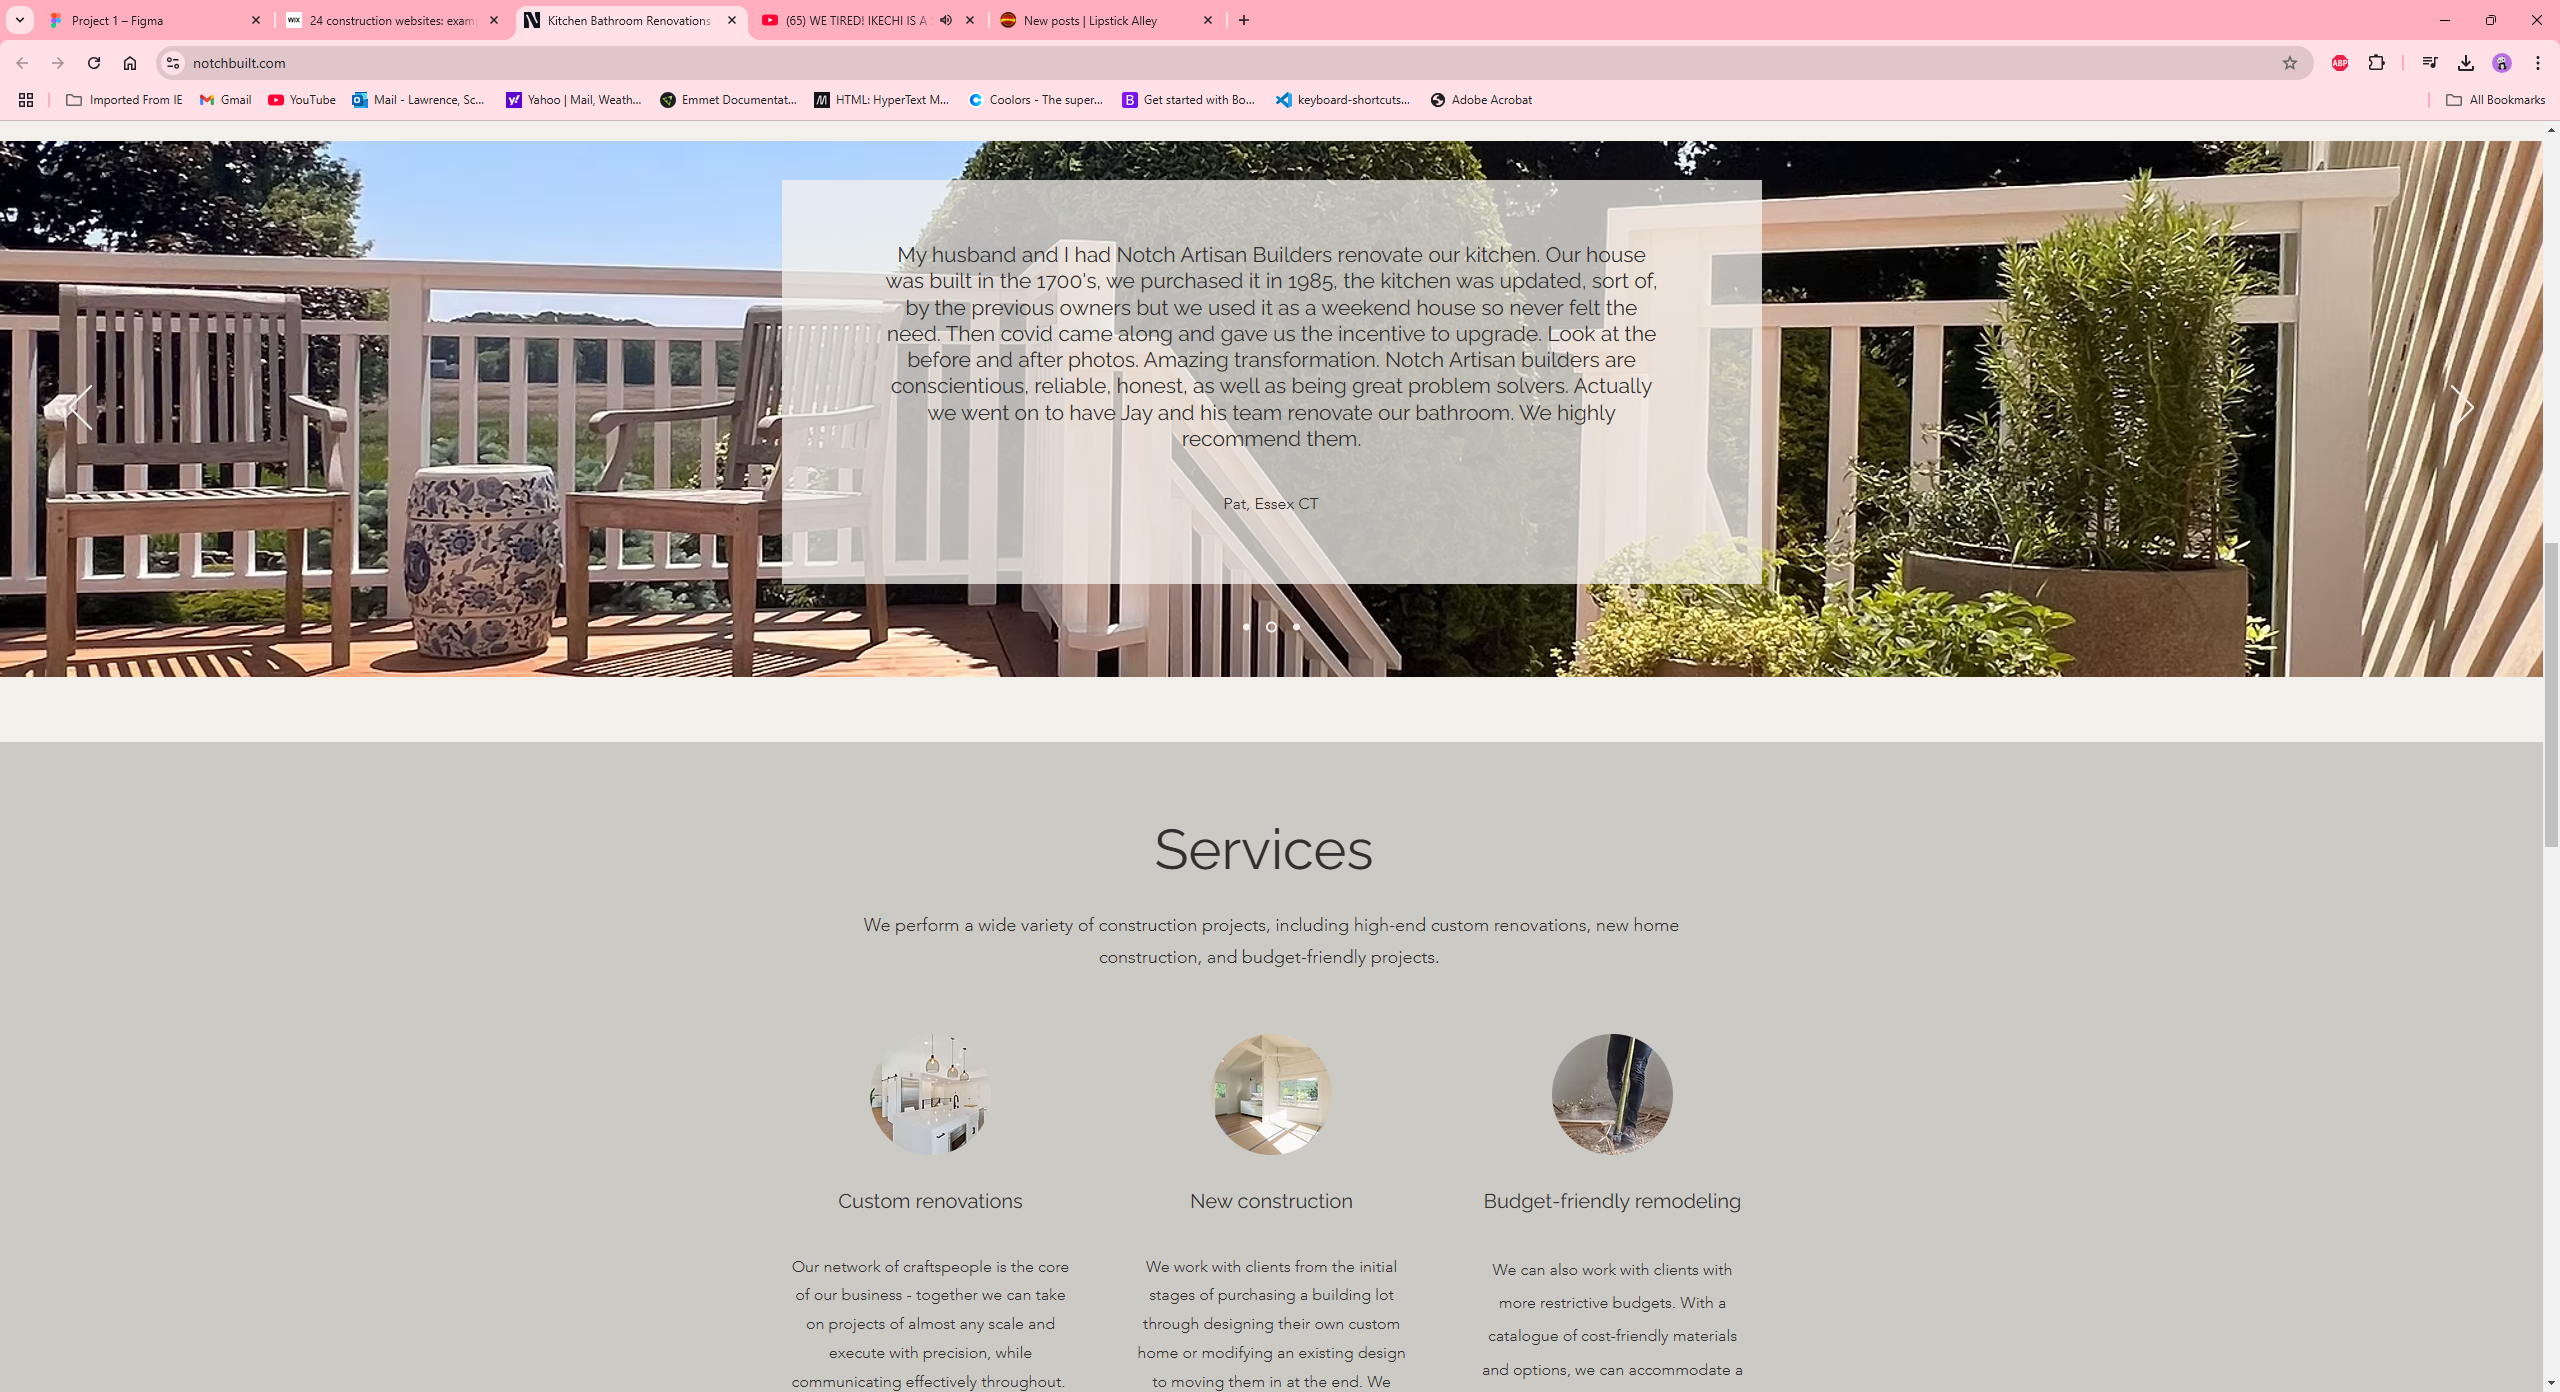 Project 1 – Figma
24 construction websites: exam
Kitchen Bathroom Renovations
(65) WE TIRED! IKECHI IS A
New posts | Lipstick Alley
notchbuilt.com
ABP
Imported From IE
Gmail
YouTube
Mail - Lawrence, Sc...
Yahoo | Mail, Weath...
Emmet Documentat...
HTML: HyperText M...
Coolors - The super...
Get started with Bo...
keyboard-shortcuts...
Adobe Acrobat
All Bookmarks
My husband and I had Notch Artisan Builders renovate our kitchen. Our house
was built in the 1700's, we purchased it in 1985, the kitchen was updated, sort of,
by the previous owners but we used it as a weekend house so never felt the
need. Then covid came along and gave us the incentive to upgrade. Look at the
before and after photos. Amazing transformation. Notch Artisan builders are
conscientious, reliable, honest, as well as being great problem solvers. Actually
we went on to have Jay and his team renovate our bathroom. We highly
recommend them.
Pat, Essex CT
Services
We perform a wide variety of construction projects, including high-end custom renovations, new home
construction, and budget-friendly projects.
Custom renovations
Our network of craftspeople is the core
of our business - together we can take
on projects of almost any scale and
execute with precision, while
communicating effectively throughout.
New construction
We work with clients from the initial
stages of purchasing a building lot
through designing their own custom
home or modifying an existing design
to moving them in at the end. We
Budget-friendly remodeling
We can also work with clients with
more restrictive budgets. With a
catalogue of cost-friendly materials
and options, we can accommodate a